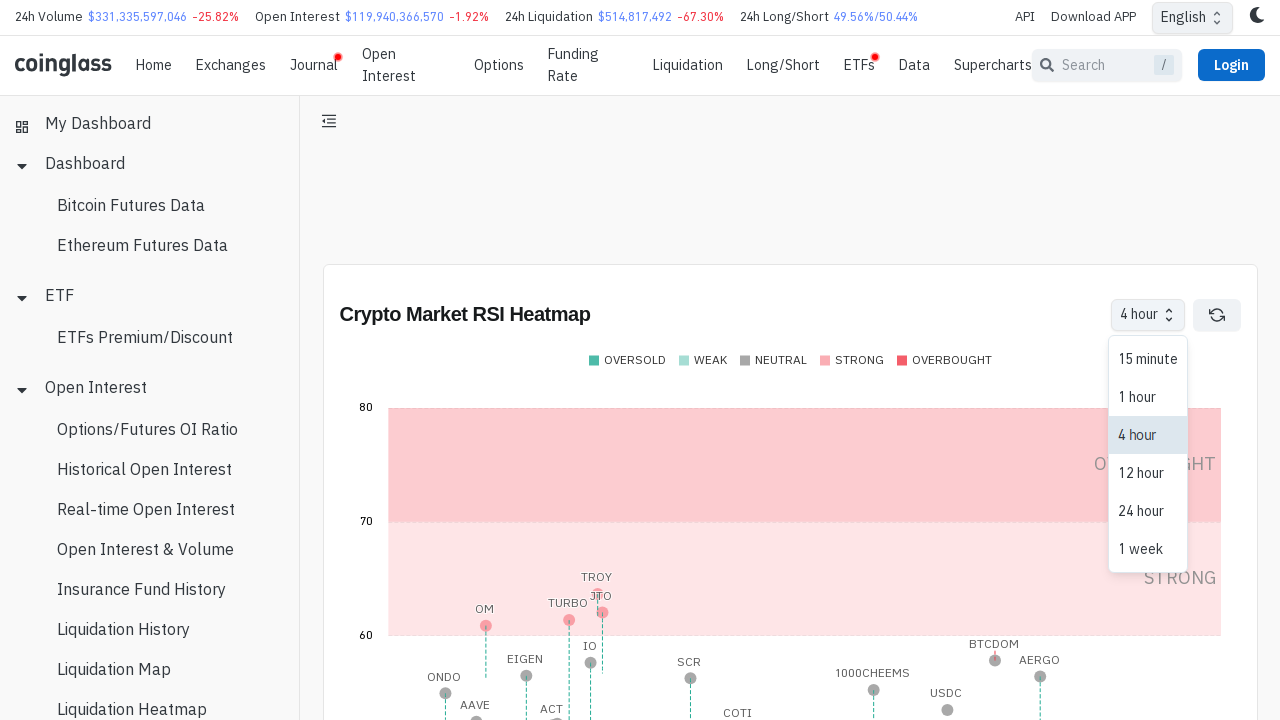 24h Volume $331,335,597,046 -25.82% Open Interest $119,940,366,570 -1.92% 24h Liquidation $514,817,492 -67.30% 24h Long/Short 49.56%/50.44% API Download APP English
coinglass Home Exchanges Journal Open Interest Options Funding Rate Liquidation Long/Short ETFs Data Supercharts Search / Login
My Dashboard
Dashboard
Bitcoin Futures Data
Ethereum Futures Data
ETF
ETFs Premium/Discount
Open Interest
Options/Futures OI Ratio
Historical Open Interest
Real-time Open Interest
Open Interest & Volume
Insurance Fund History
Liquidation History
Liquidation Map
Liquidation Heatmap
Crypto Market RSI Heatmap
4 hour
15 minute
1 hour
4 hour
12 hour
24 hour
1 week
OVERSOLD WEAK NEUTRAL STRONG OVERBOUGHT
80
70
STRONG
TROY
TURBO JTO
OM
60
IO
BTCDOM
EIGEN
SCR
AERGO
ONDO
1000CHEEMS
USDC
AAVE
ACT
COTI